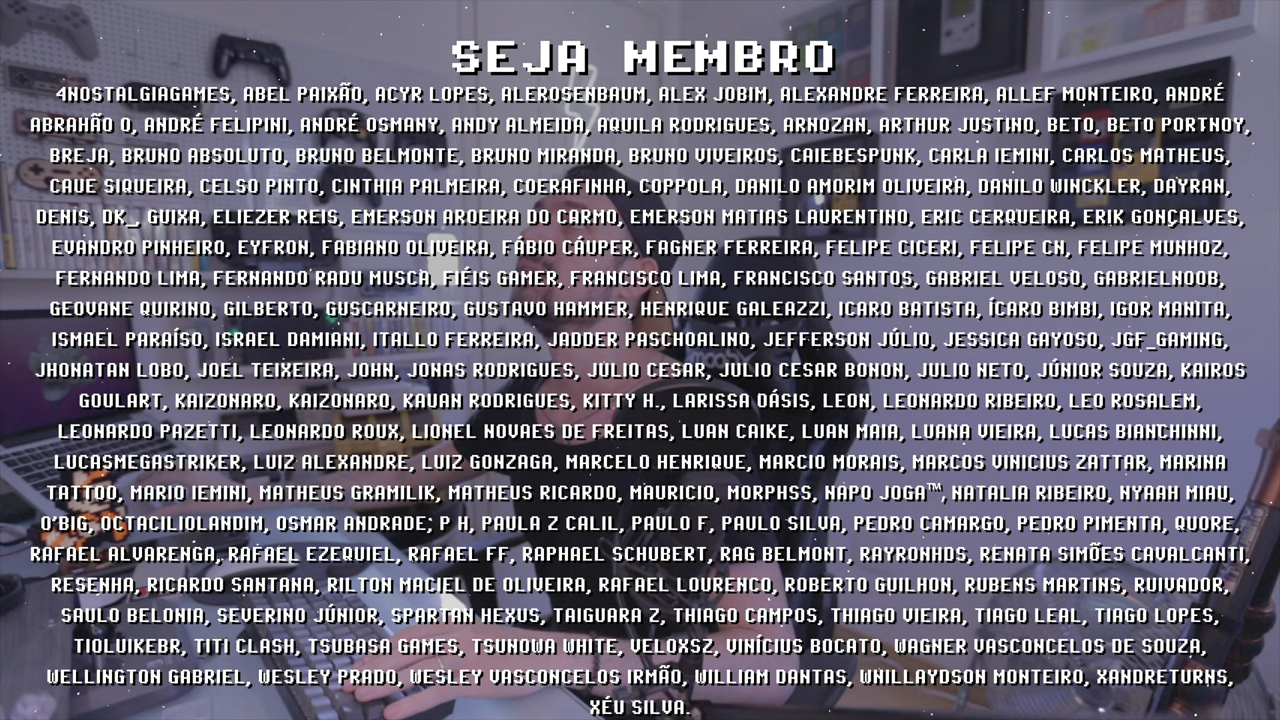 SEJA MEMBRO
4NOSTALGIAGAMES, ABEL PAIXÃO, ACYR LOPES, ALEROSENBAUM, ALEX JOBIM, ALEXANDRE FERREIRA, ALLEF MONTEIRO, ANDRÉ
ABRAHÃO O, ANDRÉ FELIPINI, ANDRÉ OSMANY, ANDY ALMEIDA, AQUILA RODRIGUES, ARNOZAN, ARTHUR JUSTINO, BETO, BETO PORTNOY,
BREJA, BRUNO ABSOLUTO, BRUNO BELMONTE, BRUNO MIRANDA, BRUNO VIVEIROS, CAIEBESPUNK, CARLA IEMINI, CARLOS MATHEUS,
CAUE SIQUEIRA, CELSO PINTO, CINTHIA PALMEIRA, COERAFINHA, COPPOLA, DANILO AMORIM OLIVEIRA, DANILO WINCKLER, DAYRAN,
DENIS, DK_, GUIXA, ELIEZER REIS, EMERSON AROEIRA DO CARMO, EMERSON MATIAS LAURENTINO, ERIC CERQUEIRA, ERIK GONÇALVES,
EVANDRO PINHEIRO, EYFRON, FABIANO OLIVEIRA, FÁBIO CÁUPER, FAGNER FERREIRA, FELIPE CICERI, FELIPE CN, FELIPE MUNHOZ,
FERNANDO LIMA, FERNANDO RADU MUSCA, FIÉIS GAMER, FRANCISCO LIMA, FRANCISCO SANTOS, GABRIEL VELOSO, GABRIELNOOB,
GEOVANE QUIRINO, GILBERTO, GUSCARNEIRO, GUSTAVO HAMMER, HENRIQUE GALEAZZI, ICARO BATISTA, ÍCARO BIMBI, IGOR MANITA,
ISMAEL PARAÍSO, ISRAEL DAMIANI, ITALLO FERREIRA, JADDER PASCHOALINO, JEFFERSON JÚLIO, JESSICA GAYOSO, JGF_GAMING,
JHONATAN LOBO, JOEL TEIXEIRA, JOHN, JONAS RODRIGUES, JULIO CESAR, JULIO CESAR BONON, JULIO NETO, JÚNIOR SOUZA, KAIROS
GOULART, KAIZONARO, KAIZONARO, KAUAN RODRIGUES, KITTY H., LARISSA OÁSIS, LEON, LEONARDO RIBEIRO, LEO ROSALEM,
LEONARDO PAZETTI, LEONARDO ROUX, LIONEL NOVAES DE FREITAS, LUAN CAIKE, LUAN MAIA, LUANA VIEIRA, LUCAS BIANCHINNI,
LUCASMEGASTRIKER, LUIZ ALEXANDRE, LUIZ GONZAGA, MARCELO HENRIQUE, MARCIO MORAIS, MARCOS VINICIUS ZATTAR, MARINA
TATTOO, MARIO IEMINI, MATHEUS GRAMILIK, MATHEUS RICARDO, MAURICIO, MORPHSS, NAPO JOGA™, NATALIA RIBEIRO, NYAAH MIAU,
O'BIG, OCTACILIOLANDIM, OSMAR ANDRADE; P H, PAULA Z CALIL, PAULO F, PAULO SILVA, PEDRO CAMARGO, PEDRO PIMENTA, QUORE,
RAFAEL ALVARENGA, RAFAEL EZEQUIEL, RAFAEL FF, RAPHAEL SCHUBERT, RAG BELMONT, RAYRONHDS, RENATA SIMÕES CAVALCANTI,
RESENHA, RICARDO SANTANA, RILTON MACIEL DE OLIVEIRA, RAFAEL LOURENCO, ROBERTO GUILHON, RUBENS MARTINS, RUIVADOR,
SAULO BELONIA, SEVERINO JÚNIOR, SPARTAN HEXUS, TAIGUARA Z, THIAGO CAMPOS, THIAGO VIEIRA, TIAGO LEAL, TIAGO LOPES,
TIOLUIKEBR, TITI CLASH, TSUBASA GAMES, TSUNOWA WHITE, VELOXSZ, VINÍCIUS BOCATO, WAGNER VASCONCELOS DE SOUZA,
WELLINGTON GABRIEL, WESLEY PRADO, WESLEY VASCONCELOS IRMÃO, WILLIAM DANTAS, WNILLAYDSON MONTEIRO, XANDRETURNS,
XÉU SILVA.